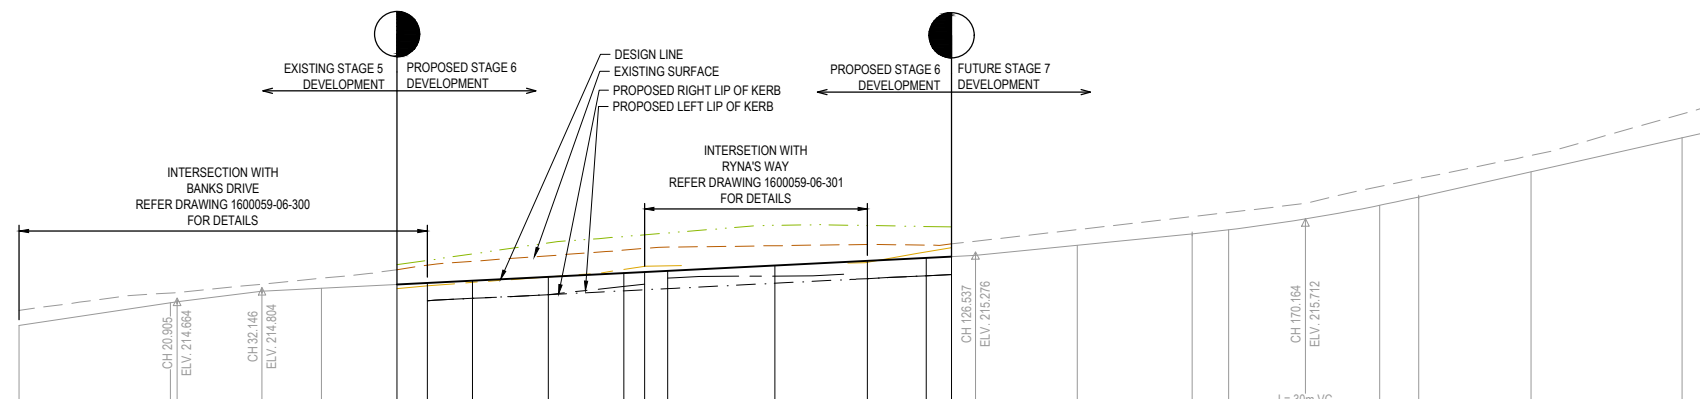 EXISTING STAGE 5
DEVELOPMENT
PROPOSED STAGE 6
DEVELOPMENT
DESIGN LINE
EXISTING SURFACE
PROPOSED RIGHT LIP OF KERB
PROPOSED LEFT LIP OF KERB
PROPOSED STAGE 6
DEVELOPMENT
FUTURE STAGE 7
DEVELOPMENT
INTERSECTION WITH
BANKS DRIVE
REFER DRAWING 1600059-06-300
FOR DETAILS
INTERSETION WITH
RYNA'S WAY
REFER DRAWING 1600059-06-301
FOR DETAILS
CH 20.905
ELV. 214.664
CH 32.146
ELV. 214.804
CH 126.537
ELV. 215.276
CH 170.164
ELV. 215.712
L= 30m VC